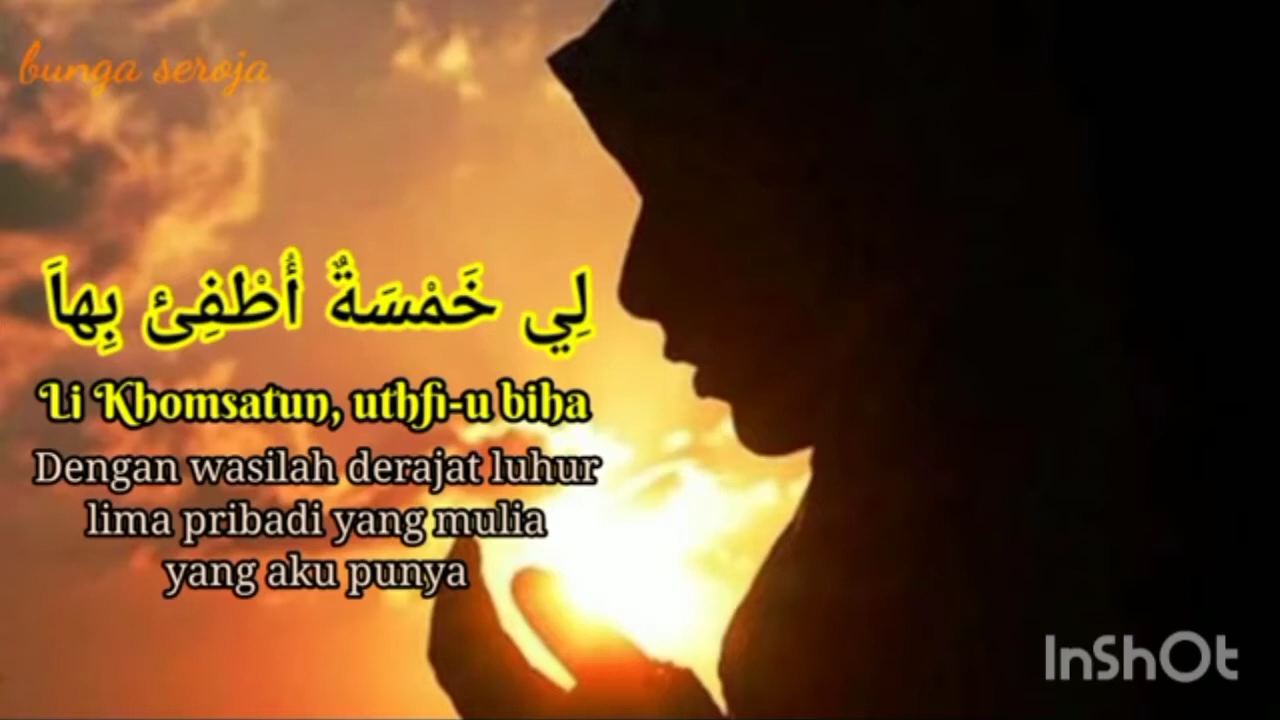 bunga seroja
لِي خَمْسَةٌ أُطْفِئ بِهاَ
Li Khomsatun, uthfi-u biha
Dengan wasilah derajat luhur
lima pribadi yang mulia
yang aku punya
InShOt